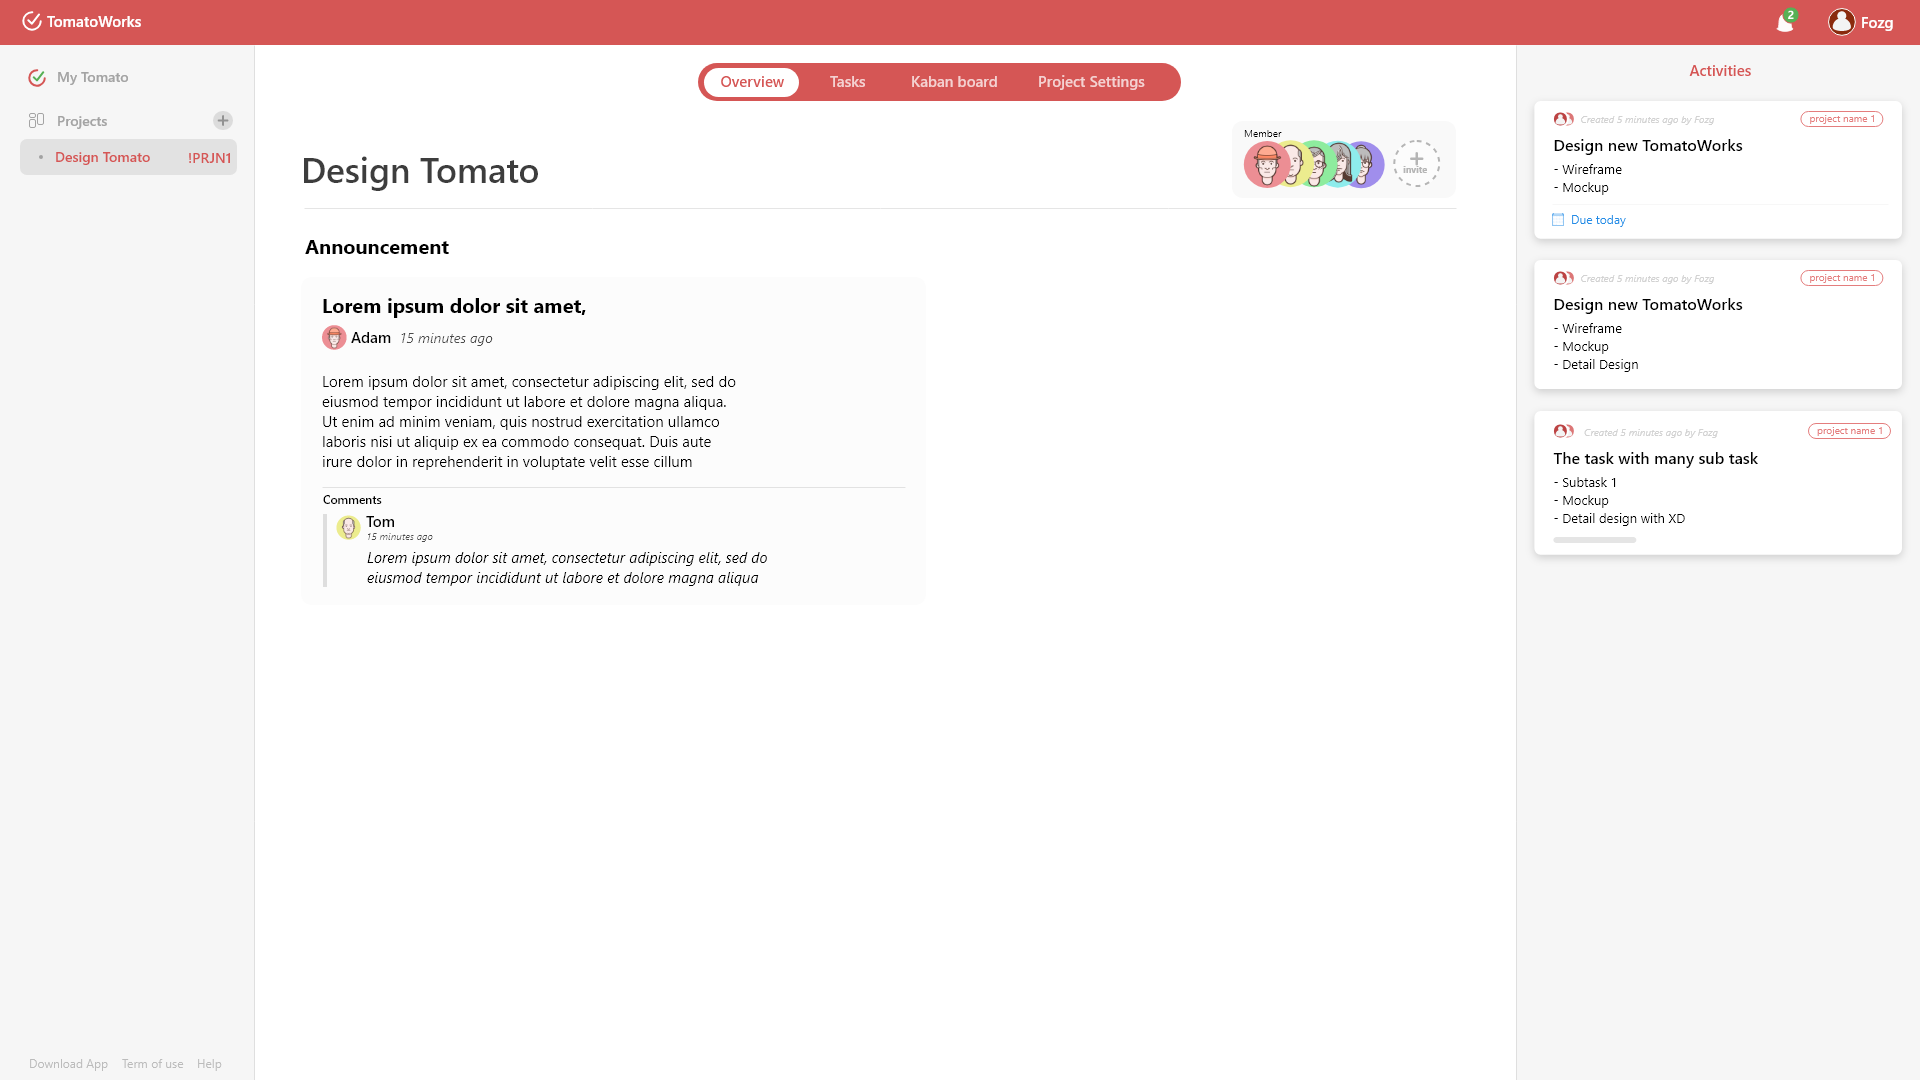 TomatoWorks
2
Fozg
My Tomato
Projects
Design Tomato
!PRJN1
Download App
Term of use
Help
Overview
Tasks
Kaban board
Project Settings
Design Tomato
Member
invite
Announcement
Lorem ipsum dolor sit amet,
Adam 15 minutes ago
Lorem ipsum dolor sit amet, consectetur adipiscing elit, sed do
eiusmod tempor incididunt ut labore et dolore magna aliqua.
Ut enim ad minim veniam, quis nostrud exercitation ullamco
laboris nisi ut aliquip ex ea commodo consequat. Duis aute
irure dolor in reprehenderit in voluptate velit esse cillum
Comments
Tom
15 minutes ago
Lorem ipsum dolor sit amet, consectetur adipiscing elit, sed do
eiusmod tempor incididunt ut labore et dolore magna aliqua
Activities
Created 5 minutes ago by Fozg
project name 1
Design new TomatoWorks
- Wireframe
- Mockup
Due today
Created 5 minutes ago by Fozg
project name 1
Design new TomatoWorks
- Wireframe
- Mockup
- Detail Design
Created 5 minutes ago by Fozg
project name 1
The task with many sub task
- Subtask 1
- Mockup
- Detail design with XD